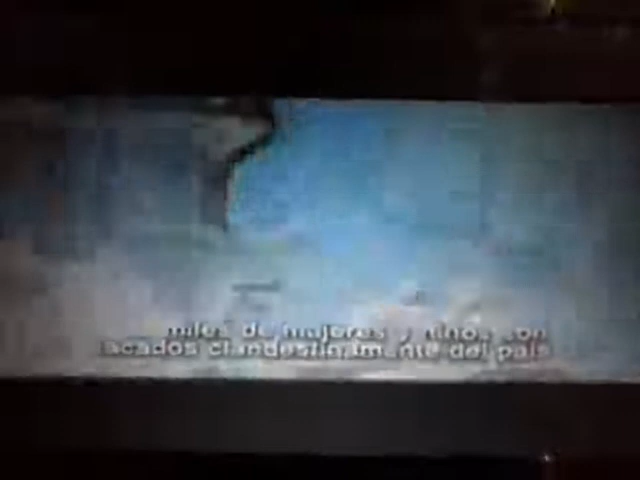 miles de mujeres y niños son
sacados clandestinamente del país